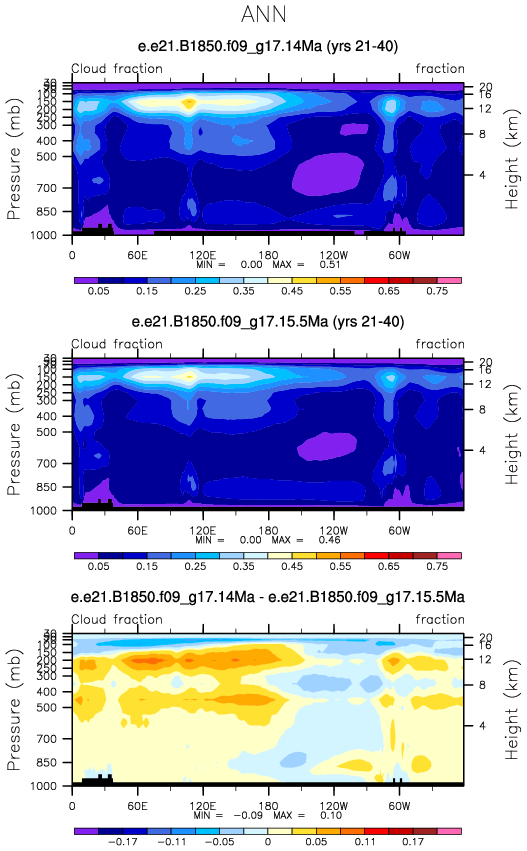 ANN
e.e21.B1850.f09_g17.14Ma (yrs 21-40)
Cloud fraction fraction
Pressure (mb)
30
50
70
100
150
200
250
300
400
500
700
850
1000
20
16
12
8
4
Height (km)
0 60E 120E 180 120W 60W
MIN = 0.00 MAX = 0.51
0.05 0.15 0.25 0.35 0.45 0.55 0.65 0.75
e.e21.B1850.f09_g17.15.5Ma (yrs 21-40)
Cloud fraction fraction
Pressure (mb)
30
50
70
100
150
200
250
300
400
500
700
850
1000
20
16
12
8
4
Height (km)
0 60E 120E 180 120W 60W
MIN = 0.00 MAX = 0.46
0.05 0.15 0.25 0.35 0.45 0.55 0.65 0.75
e.e21.B1850.f09_g17.14Ma - e.e21.B1850.f09_g17.15.5Ma
Cloud fraction fraction
Pressure (mb)
30
50
70
100
150
200
250
300
400
500
700
850
1000
20
16
12
8
4
Height (km)
0 60E 120E 180 120W 60W
MIN = -0.09 MAX = 0.10
-0.17 -0.11 -0.05 0 0.05 0.11 0.17